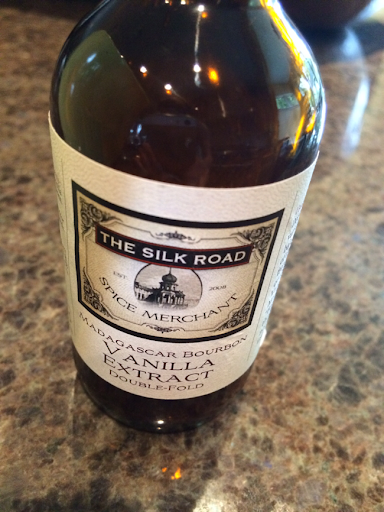 THE SILK ROAD
EST. 2008
SPICE MERCHANT
MADAGASCAR BOURBON
VANILLA
EXTRACT
DOUBLE-FOLD